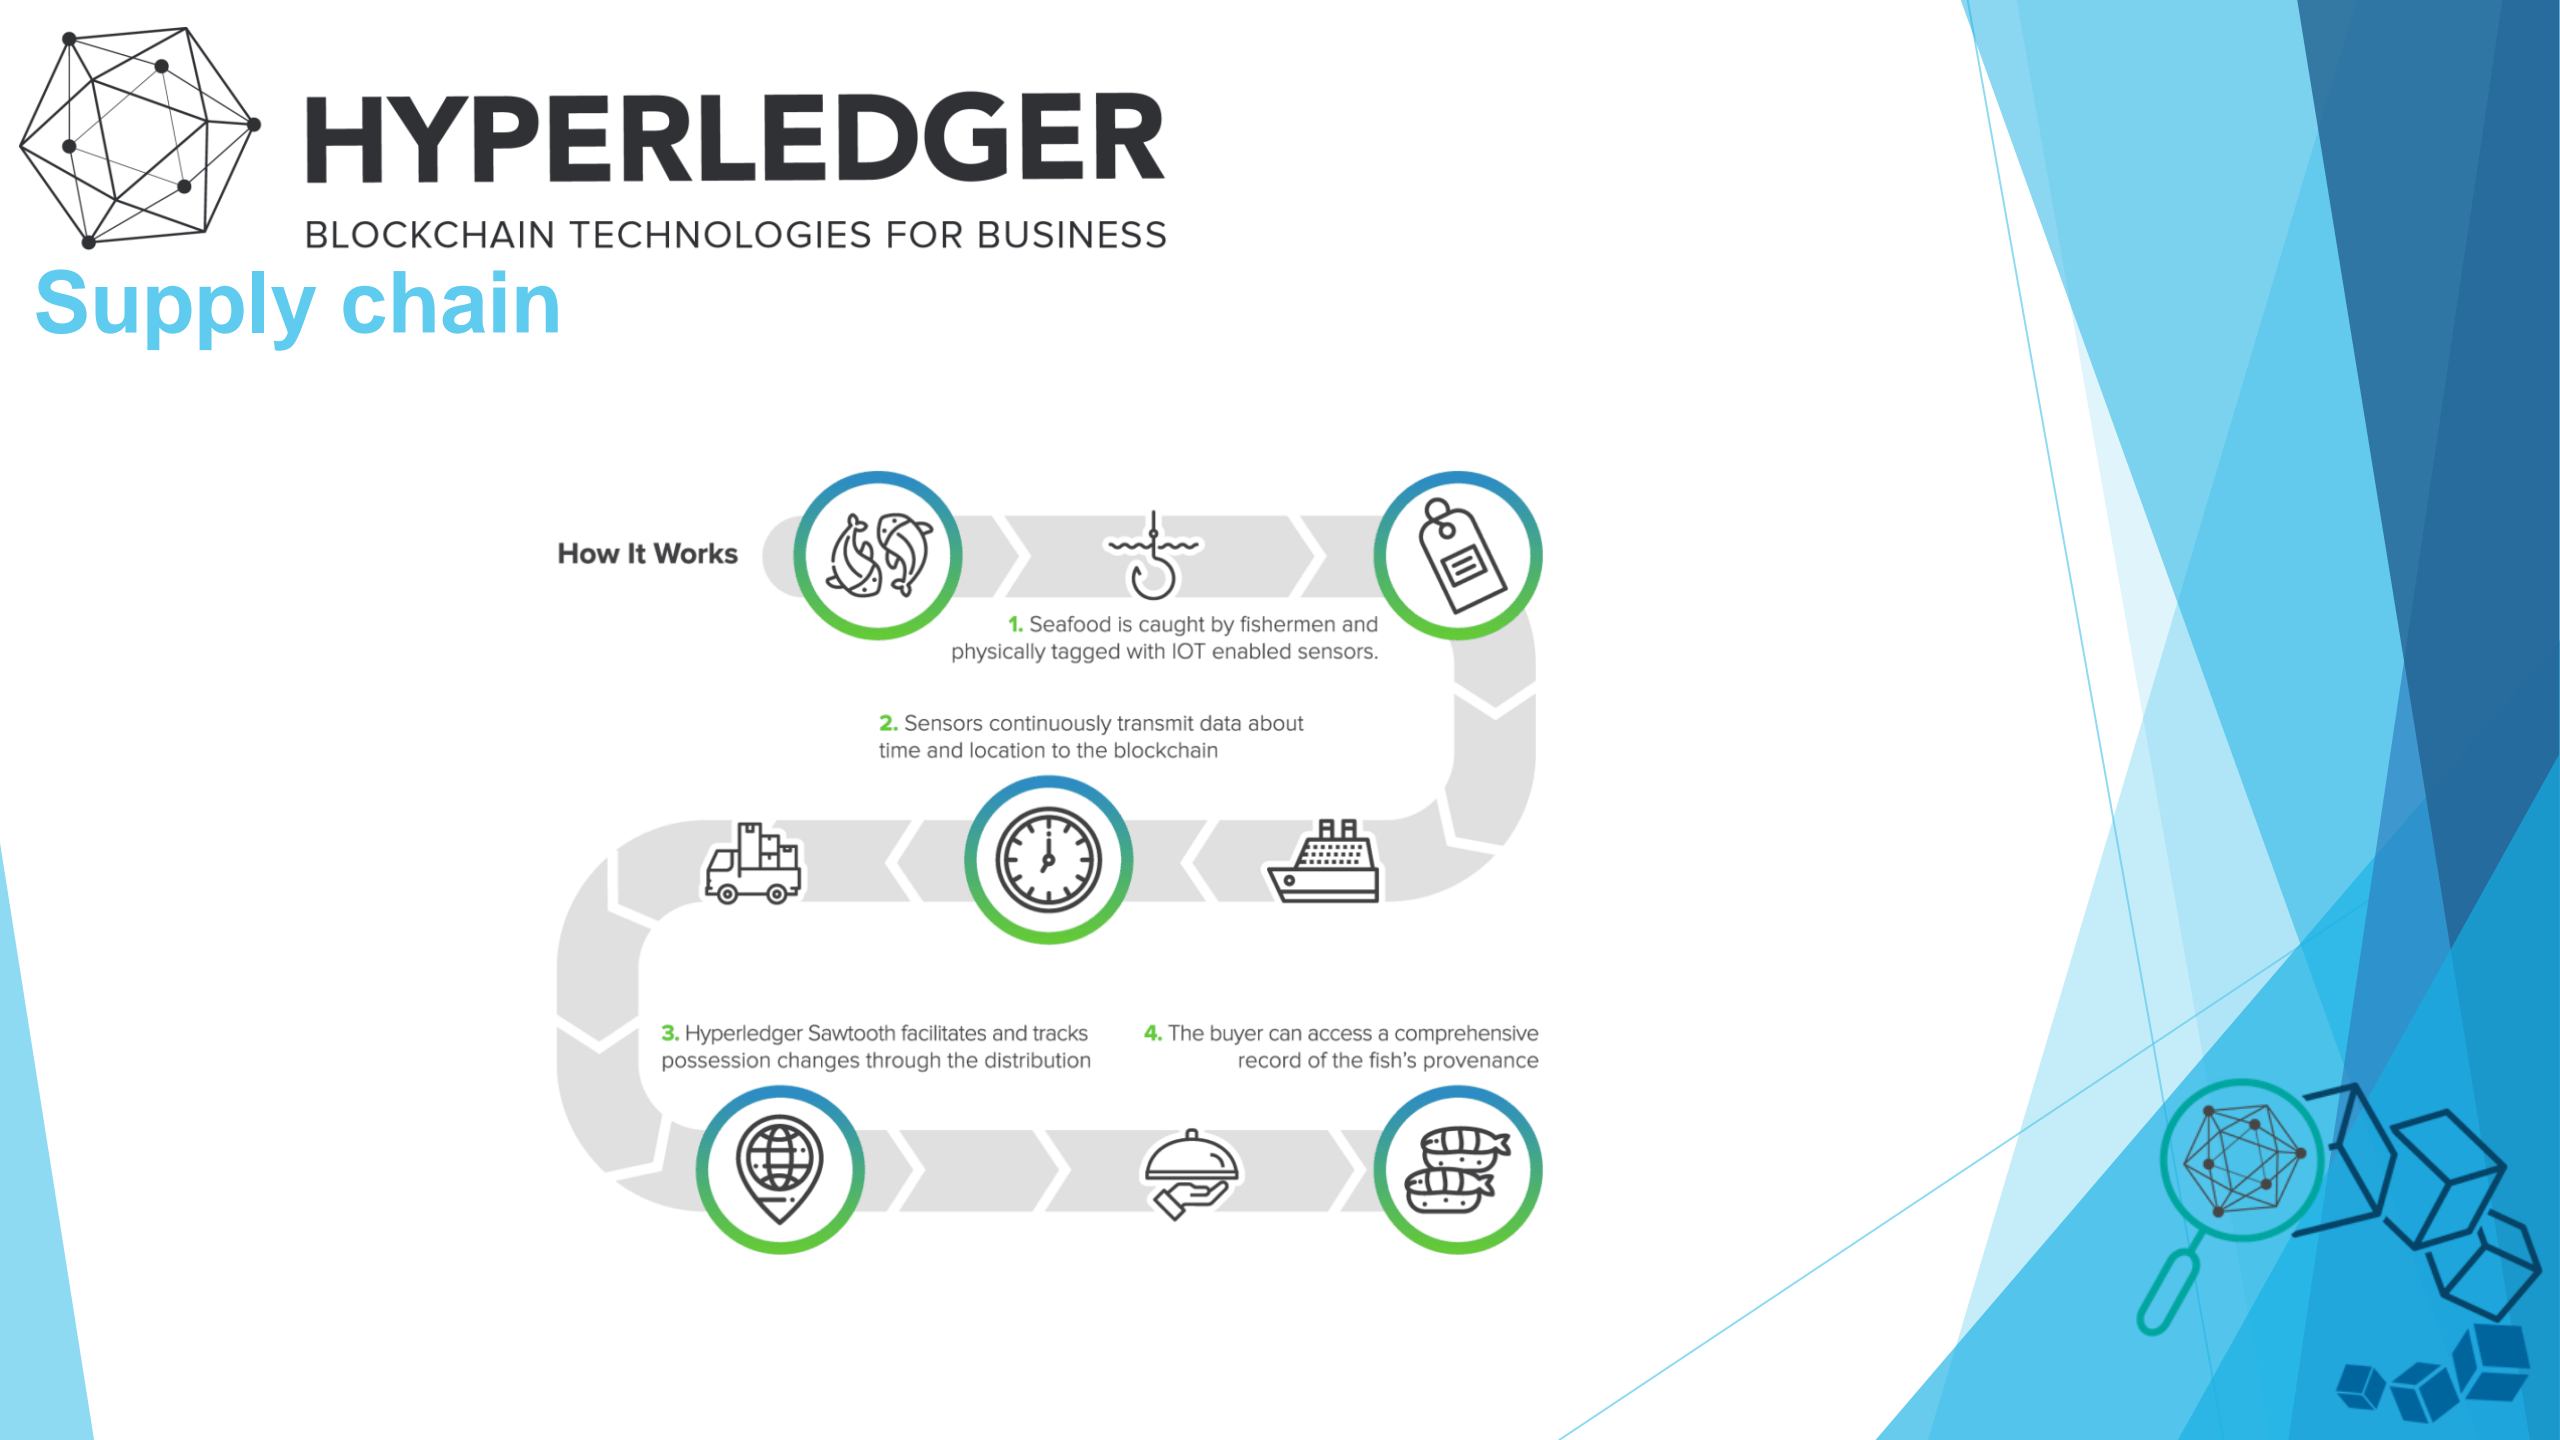 HYPERLEDGER
BLOCKCHAIN TECHNOLOGIES FOR BUSINESS
Supply chain
How It Works
1. Seafood is caught by fishermen and
physically tagged with IOT enabled sensors.
2. Sensors continuously transmit data about
time and location to the blockchain
3. Hyperledger Sawtooth facilitates and tracks
possession changes through the distribution
4. The buyer can access a comprehensive
record of the fish's provenance